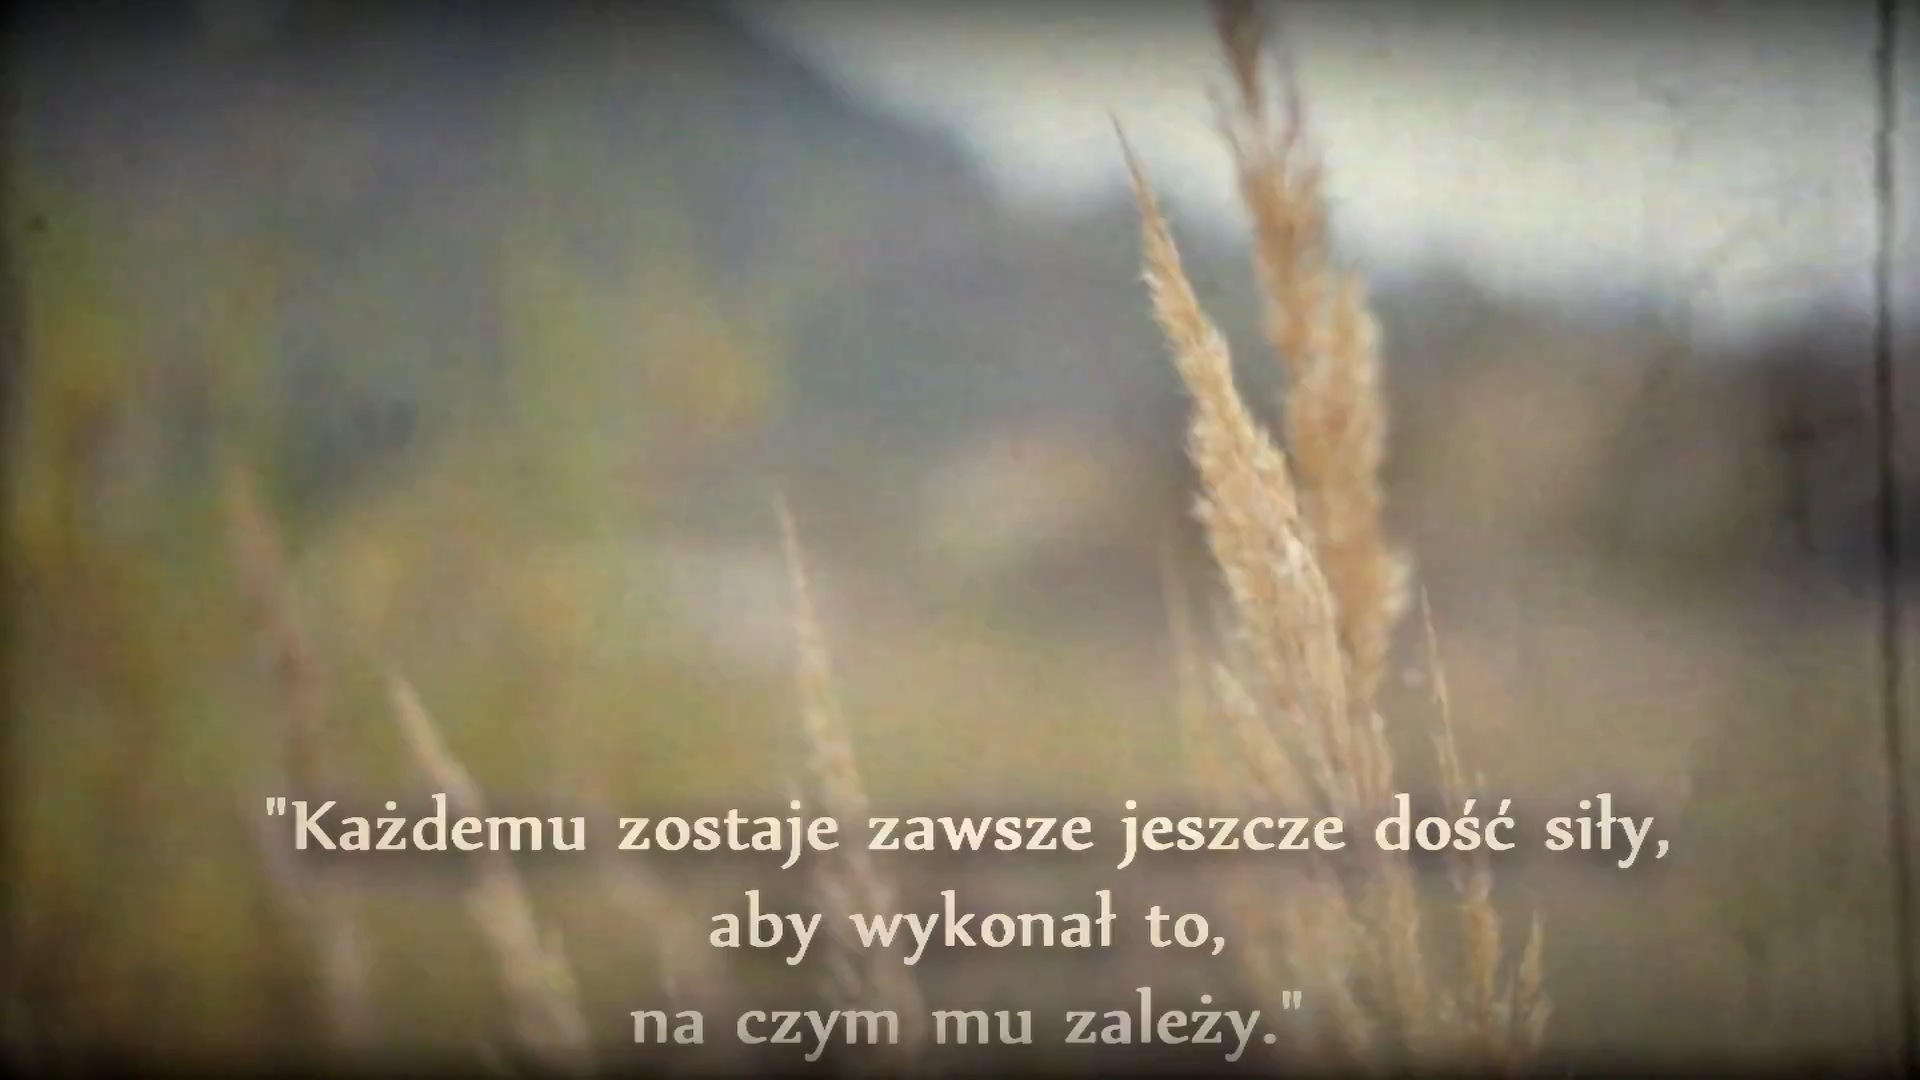 "Każdemu zostaje zawsze jeszcze dość siły,
aby wykonał to,
na czym mu zależy."